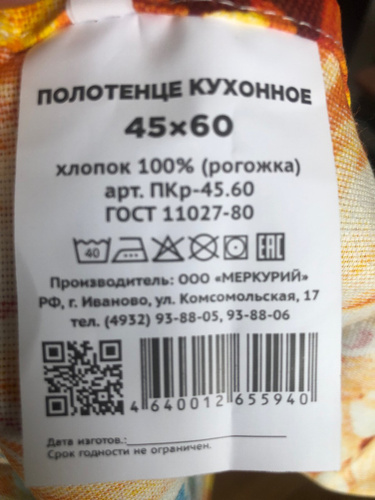 ПОЛОТЕНЦЕ КУХОННОЕ
45×60
хлопок 100% (рогожка)
арт. ПКр-45.60
ГОСТ 11027-80
40 EAC
Производитель: ООО «МЕРКУРИЙ»
РФ, г. Иваново, ул. Комсомольская, 17
тел. (4932) 93-88-05, 93-88-06
4 640012 655940
Дата изготов.:
Срок годности не ограничен.